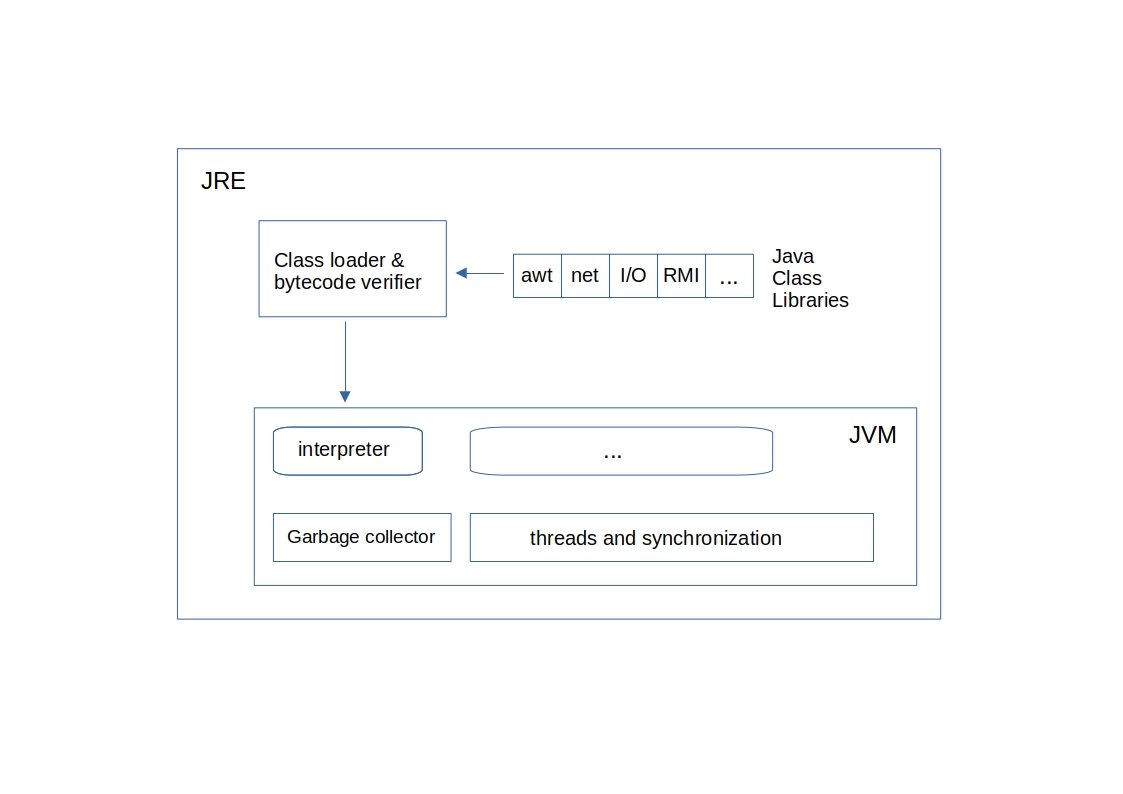 JRE
Class loader &
bytecode verifier
awt net I/O RMI ...
Java
Class
Libraries
JVM
interpreter
...
Garbage collector
threads and synchronization